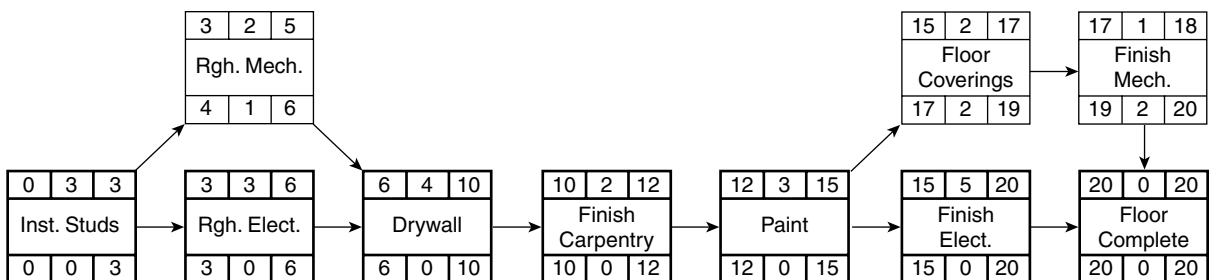 3 2 5
Rgh. Mech.
4 1 6
15 2 17
Floor
Coverings
17 2 19
17 1 18
Finish
Mech.
19 2 20
0 3 3
Inst. Studs
0 0 3
3 3 6
Rgh. Elect.
3 0 6
6 4 10
Drywall
6 0 10
10 2 12
Finish
Carpentry
10 0 12
12 3 15
Paint
12 0 15
15 5 20
Finish
Elect.
15 0 20
20 0 20
Floor
Complete
20 0 20